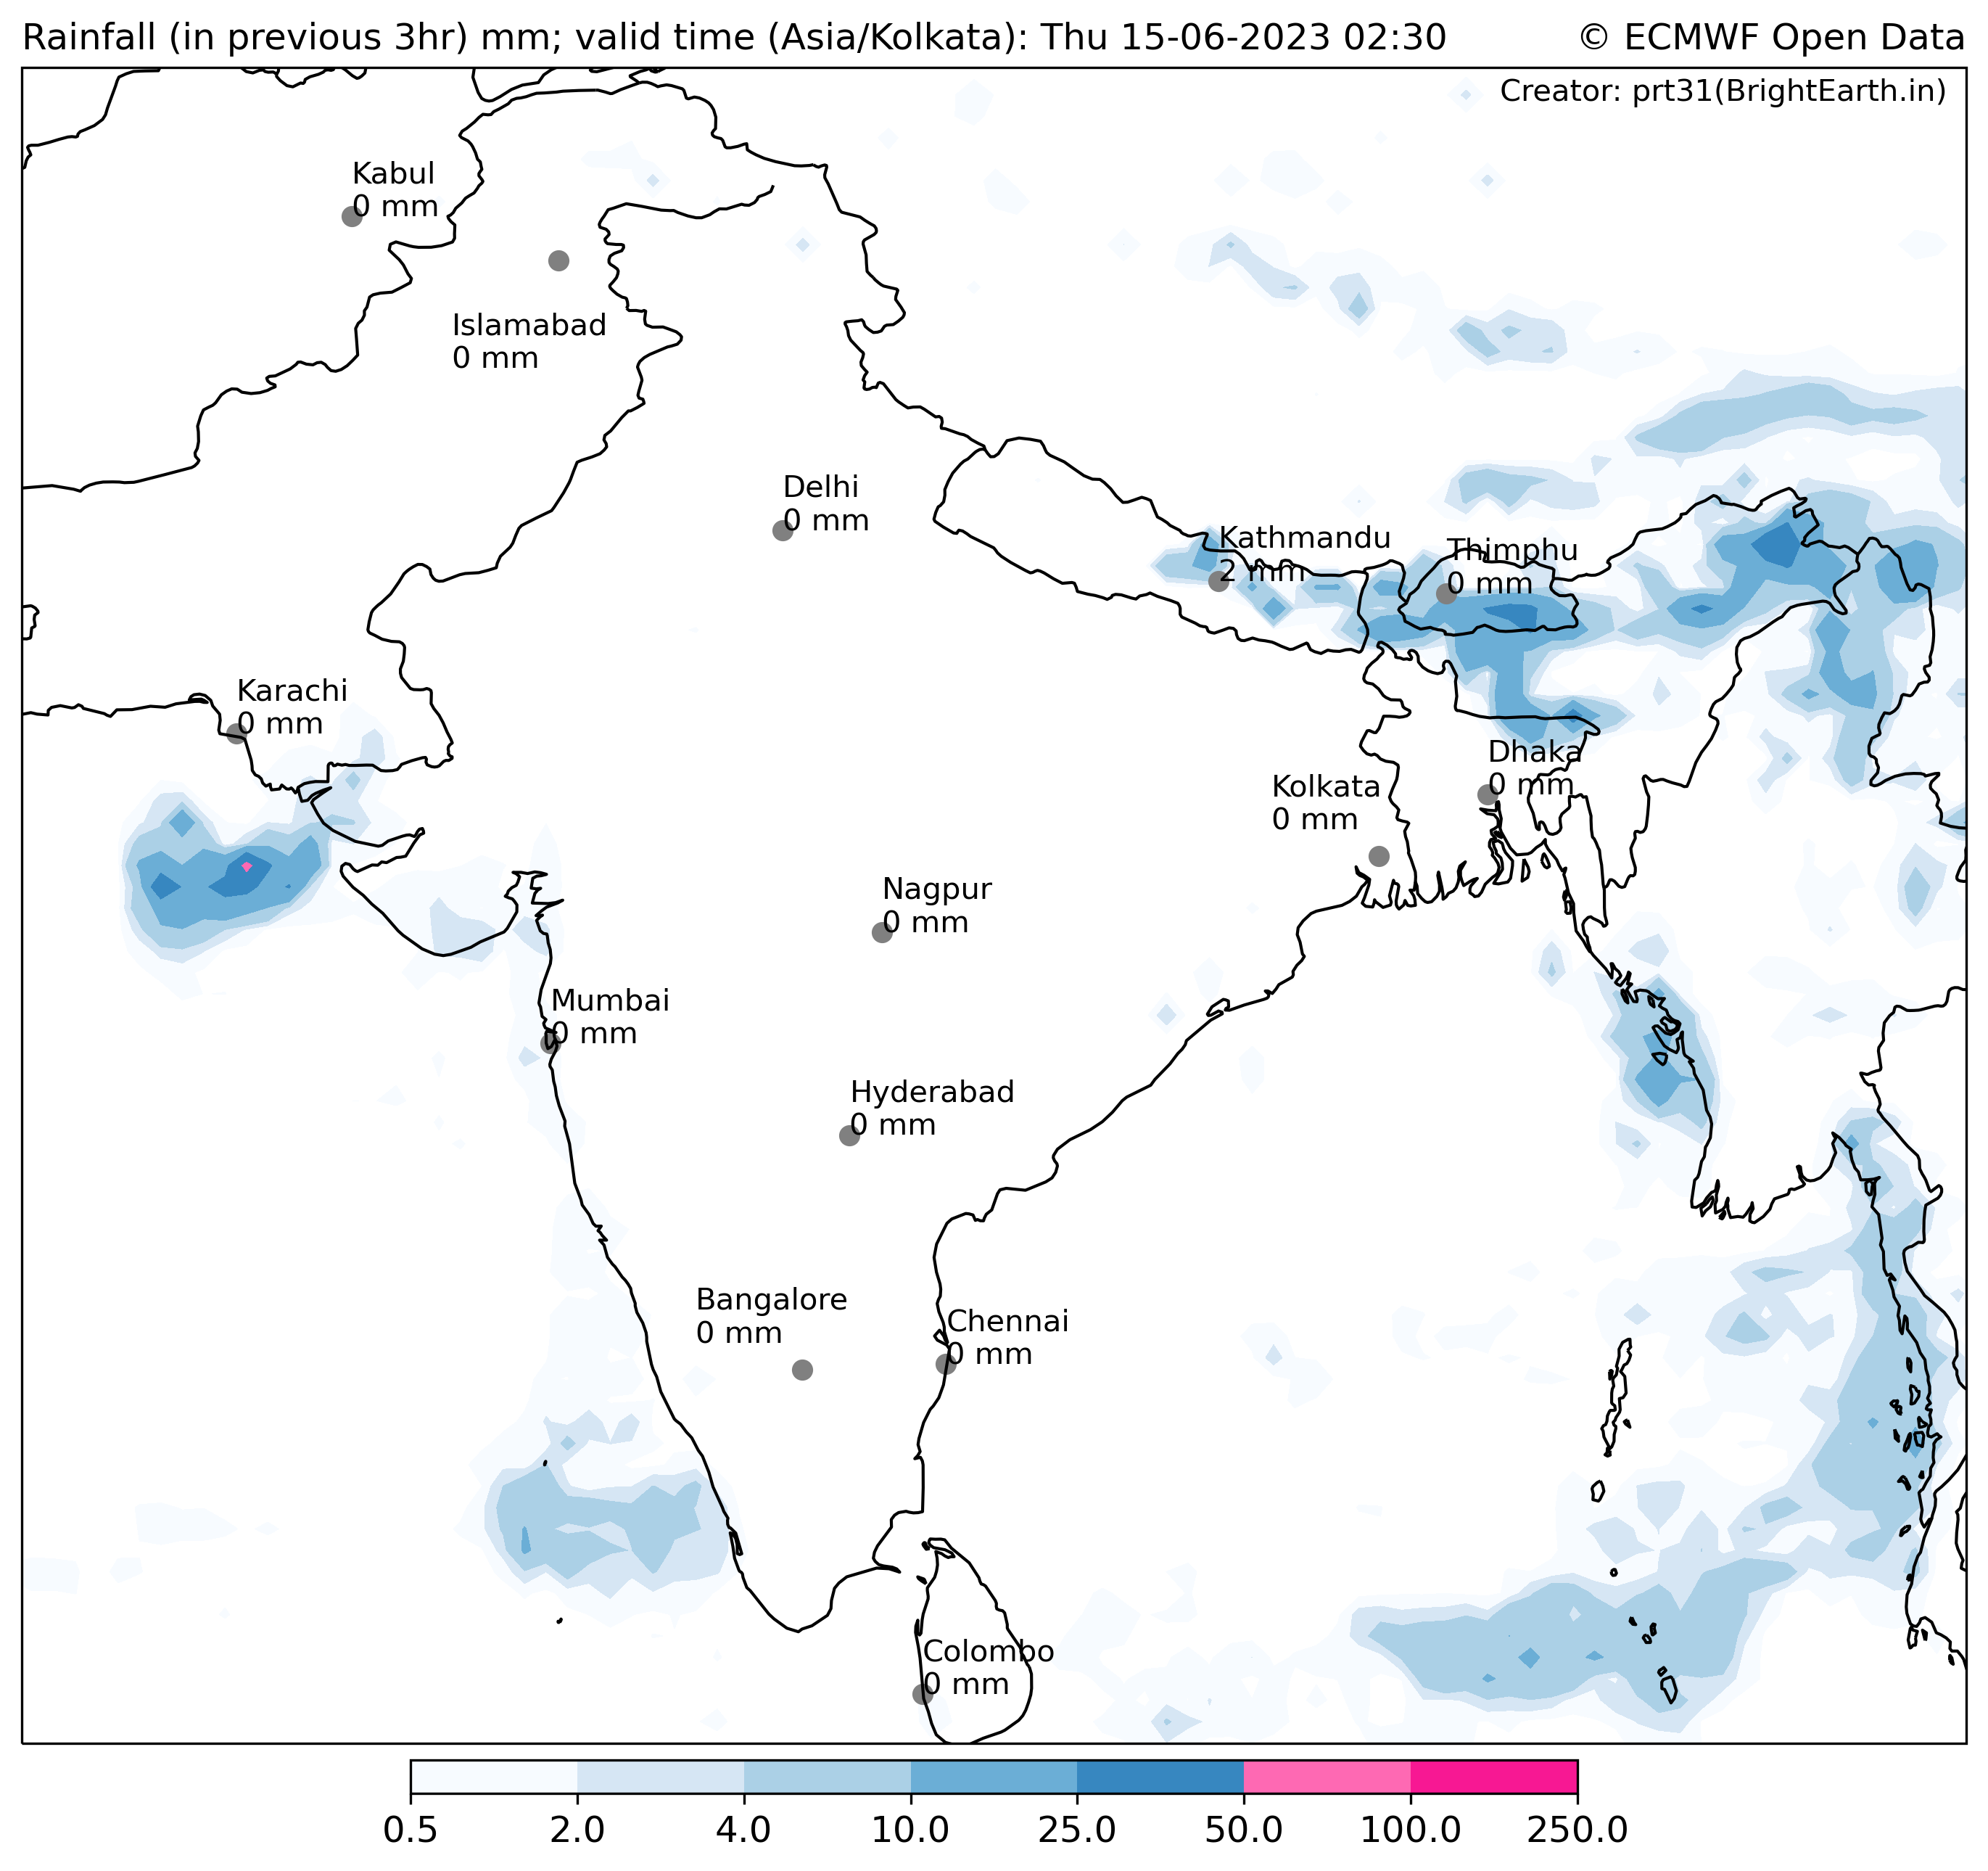 Rainfall (in previous 3hr) mm; valid time (Asia/Kolkata): Thu 15-06-2023 02:30
© ECMWF Open Data
Creator: prt31(BrightEarth.in)
Kabul
0 mm
Islamabad
0 mm
Delhi
0 mm
Kathmandu
2 mm
Thimphu
0 mm
Karachi
0 mm
Dhaka
0 mm
Kolkata
0 mm
Nagpur
0 mm
Mumbai
0 mm
Hyderabad
0 mm
Bangalore
0 mm
Chennai
0 mm
Colombo
0 mm
0.5 2.0 4.0 10.0 25.0 50.0 100.0 250.0